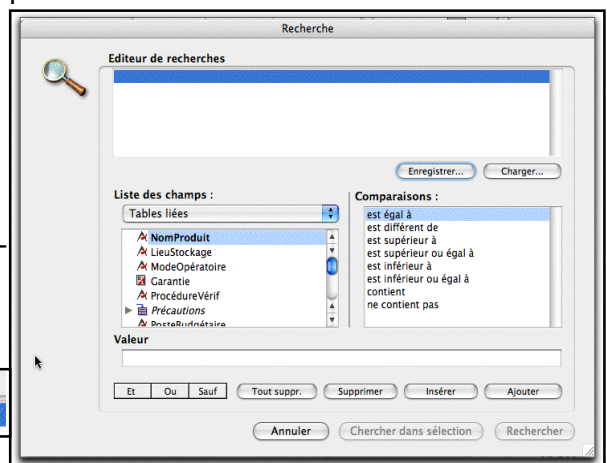 Recherche
Editeur de recherches
Enregistrer... Charger...
Liste des champs : Comparaisons :
Tables liées
NomProduit
LieuStockage
ModeOpératoire
Garantie
ProcédureVérif
Précautions
PosteBudgétaire
est égal à
est différent de
est supérieur à
est supérieur ou égal à
est inférieur à
est inférieur ou égal à
contient
ne contient pas
Valeur
Et Ou Sauf Tout suppr. Supprimer Insérer Ajouter
Annuler Chercher dans sélection Rechercher